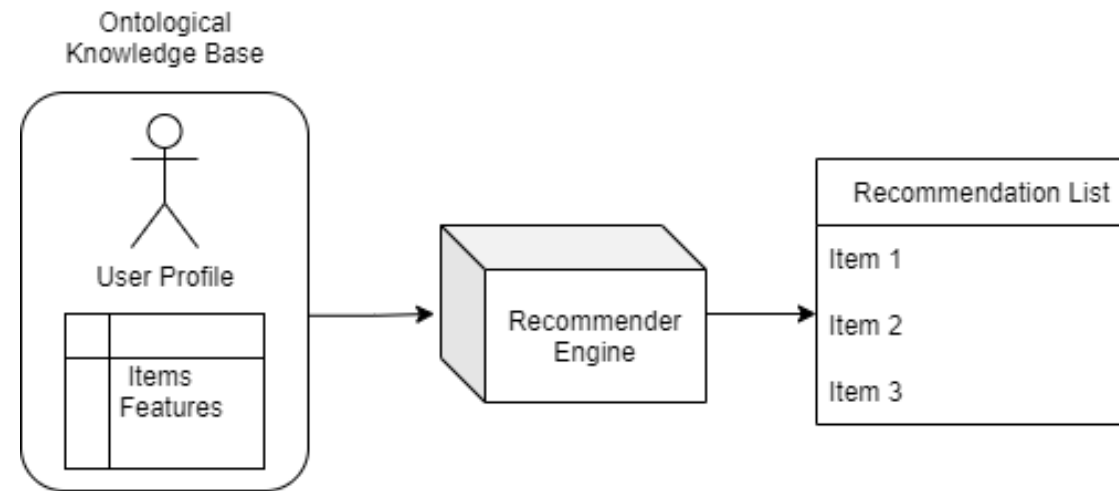 Ontological
Knowledge Base
User Profile
Items
Features
Recommender
Engine
Recommendation List
Item 1
Item 2
Item 3